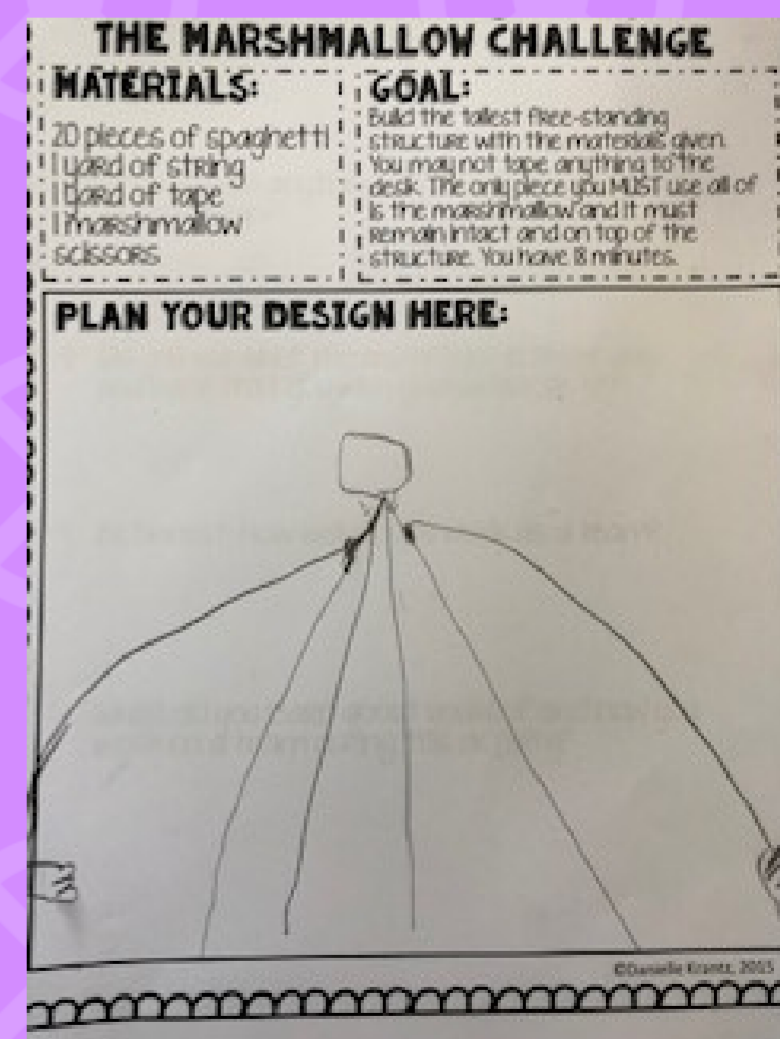 THE MARSHMALLOW CHALLENGE
MATERIALS:
20 pieces of spaghetti
1 yard of string
1 yard of tape
1 marshmallow
scissors
GOAL:
Build the tallest free-standing
structure with the materials given.
You may not tape anything to the
desk. The only piece you MUST use all of
is the marshmallow and it must
remain intact and on top of the
structure. You have 18 minutes.
PLAN YOUR DESIGN HERE:
©Danielle Krantz, 2015